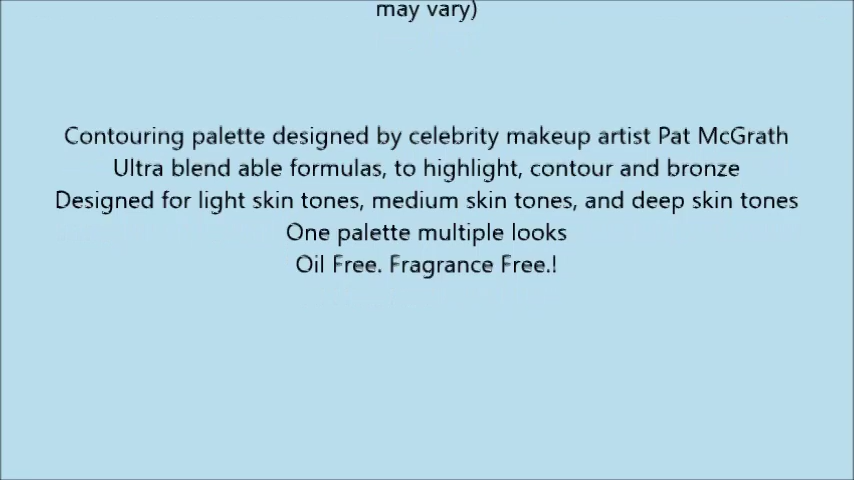 may vary)
Contouring palette designed by celebrity makeup artist Pat McGrath
Ultra blend able formulas, to highlight, contour and bronze
Designed for light skin tones, medium skin tones, and deep skin tones
One palette multiple looks
Oil Free. Fragrance Free.!